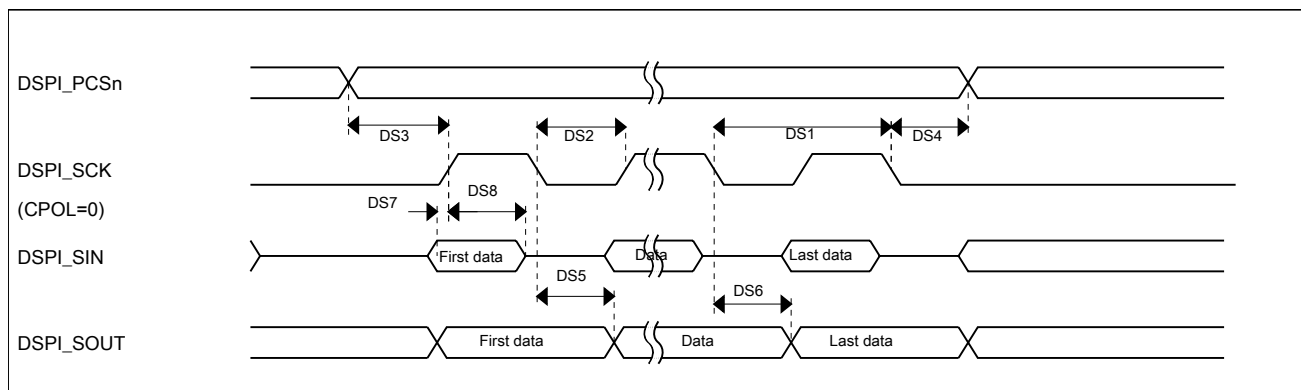 DSPI_PCSn
DS3
DS2
DS1
DS4
DSPI_SCK
(CPOL=0)
DS7
DS8
DSPI_SIN
First data
Data
Last data
DS5
DS6
DSPI_SOUT
First data
Data
Last data